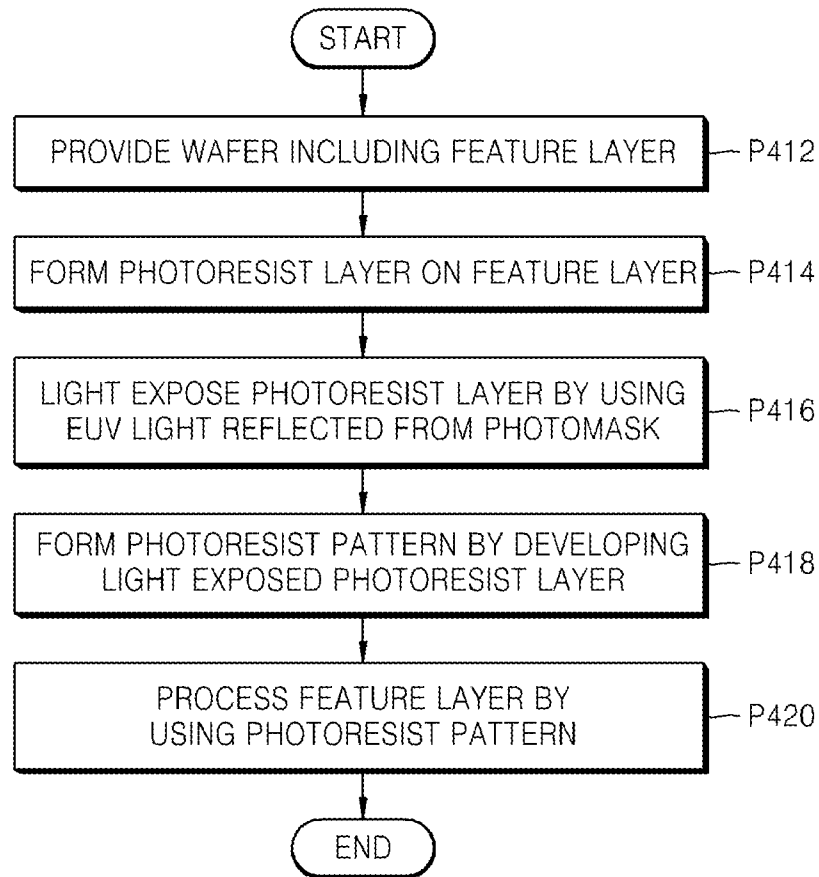 START
PROVIDE WAFER INCLUDING FEATURE LAYER
P412
FORM PHOTORESIST LAYER ON FEATURE LAYER
P414
LIGHT EXPOSE PHOTORESIST LAYER BY USING
EUV LIGHT REFLECTED FROM PHOTOMASK
P416
FORM PHOTORESIST PATTERN BY DEVELOPING
LIGHT EXPOSED PHOTORESIST LAYER
P418
PROCESS FEATURE LAYER BY
USING PHOTORESIST PATTERN
P420
END